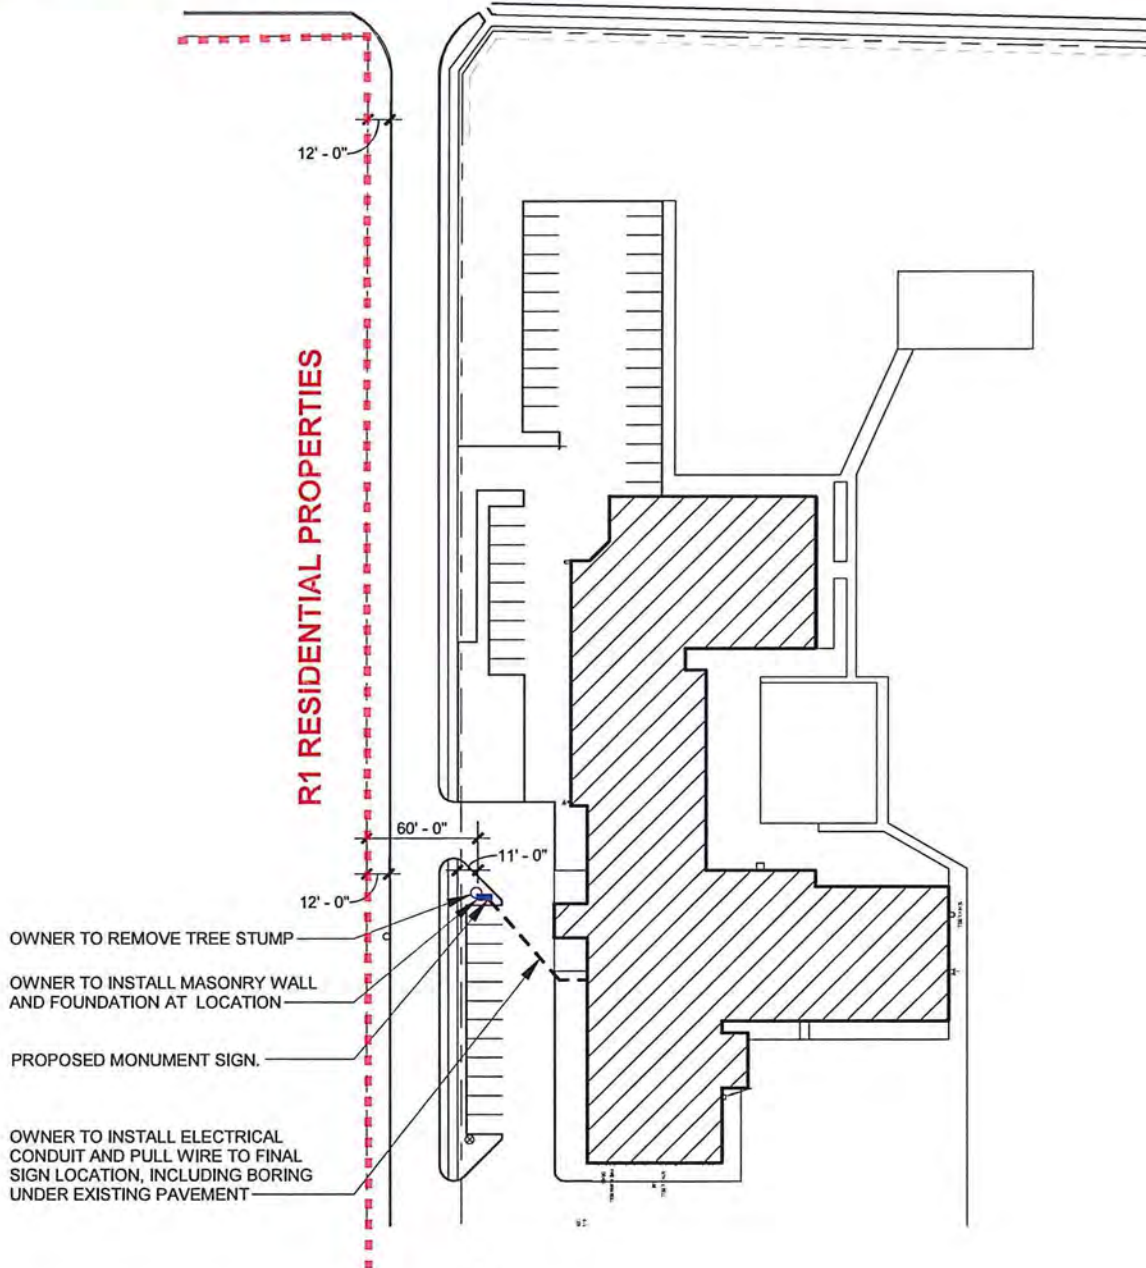 12' - 0"
R1 RESIDENTIAL PROPERTIES
60' - 0"
11' - 0"
12' - 0"
OWNER TO REMOVE TREE STUMP
OWNER TO INSTALL MASONRY WALL
AND FOUNDATION AT LOCATION
PROPOSED MONUMENT SIGN.
OWNER TO INSTALL ELECTRICAL
CONDUIT AND PULL WIRE TO FINAL
SIGN LOCATION, INCLUDING BORING
UNDER EXISTING PAVEMENT